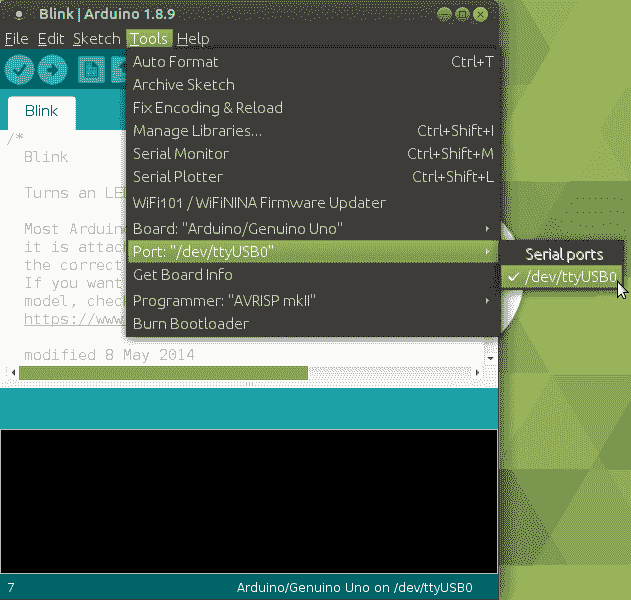 Blink | Arduino 1.8.9
File Edit Sketch Tools Help
Auto Format Ctrl+T
Archive Sketch
Fix Encoding & Reload
Manage Libraries... Ctrl+Shift+I
Serial Monitor Ctrl+Shift+M
Serial Plotter Ctrl+Shift+L
WiFi101 / WiFiNINA Firmware Updater
Board: "Arduino/Genuino Uno"
Port: "/dev/ttyUSB0"
Get Board Info
Programmer: "AVRISP mkII"
Burn Bootloader
Serial ports
✓ /dev/ttyUSB0
Blink
/*
Blink
Turns an LE
Most Arduin
it is attac
the correct
If you want
model, chec
https://www
modified 8 May 2014
7
Arduino/Genuino Uno on /dev/ttyUSB0